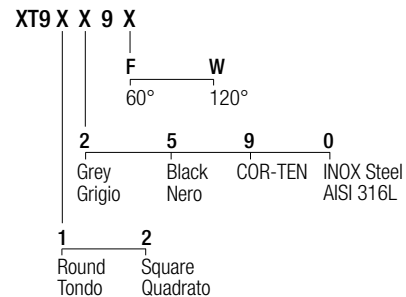 XT9 X X 9 X
F W
60° 120°
2 5 9 0
Grey Black COR-TEN INOX Steel
Grigio Nero AISI 316L
1 2
Round Square
Tondo Quadrato